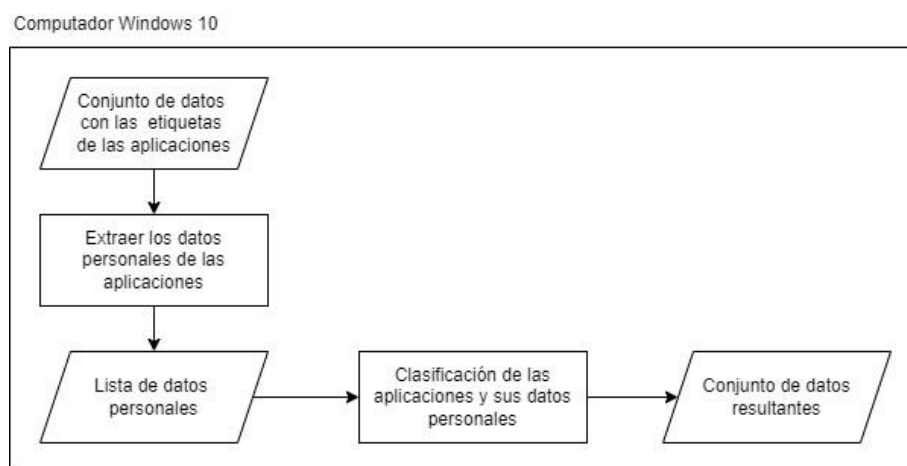 Computador Windows 10
Conjunto de datos
con las etiquetas
de las aplicaciones
Extraer los datos
personales de las
aplicaciones
Lista de datos
personales
Clasificación de las
aplicaciones y sus datos
personales
Conjunto de datos
resultantes